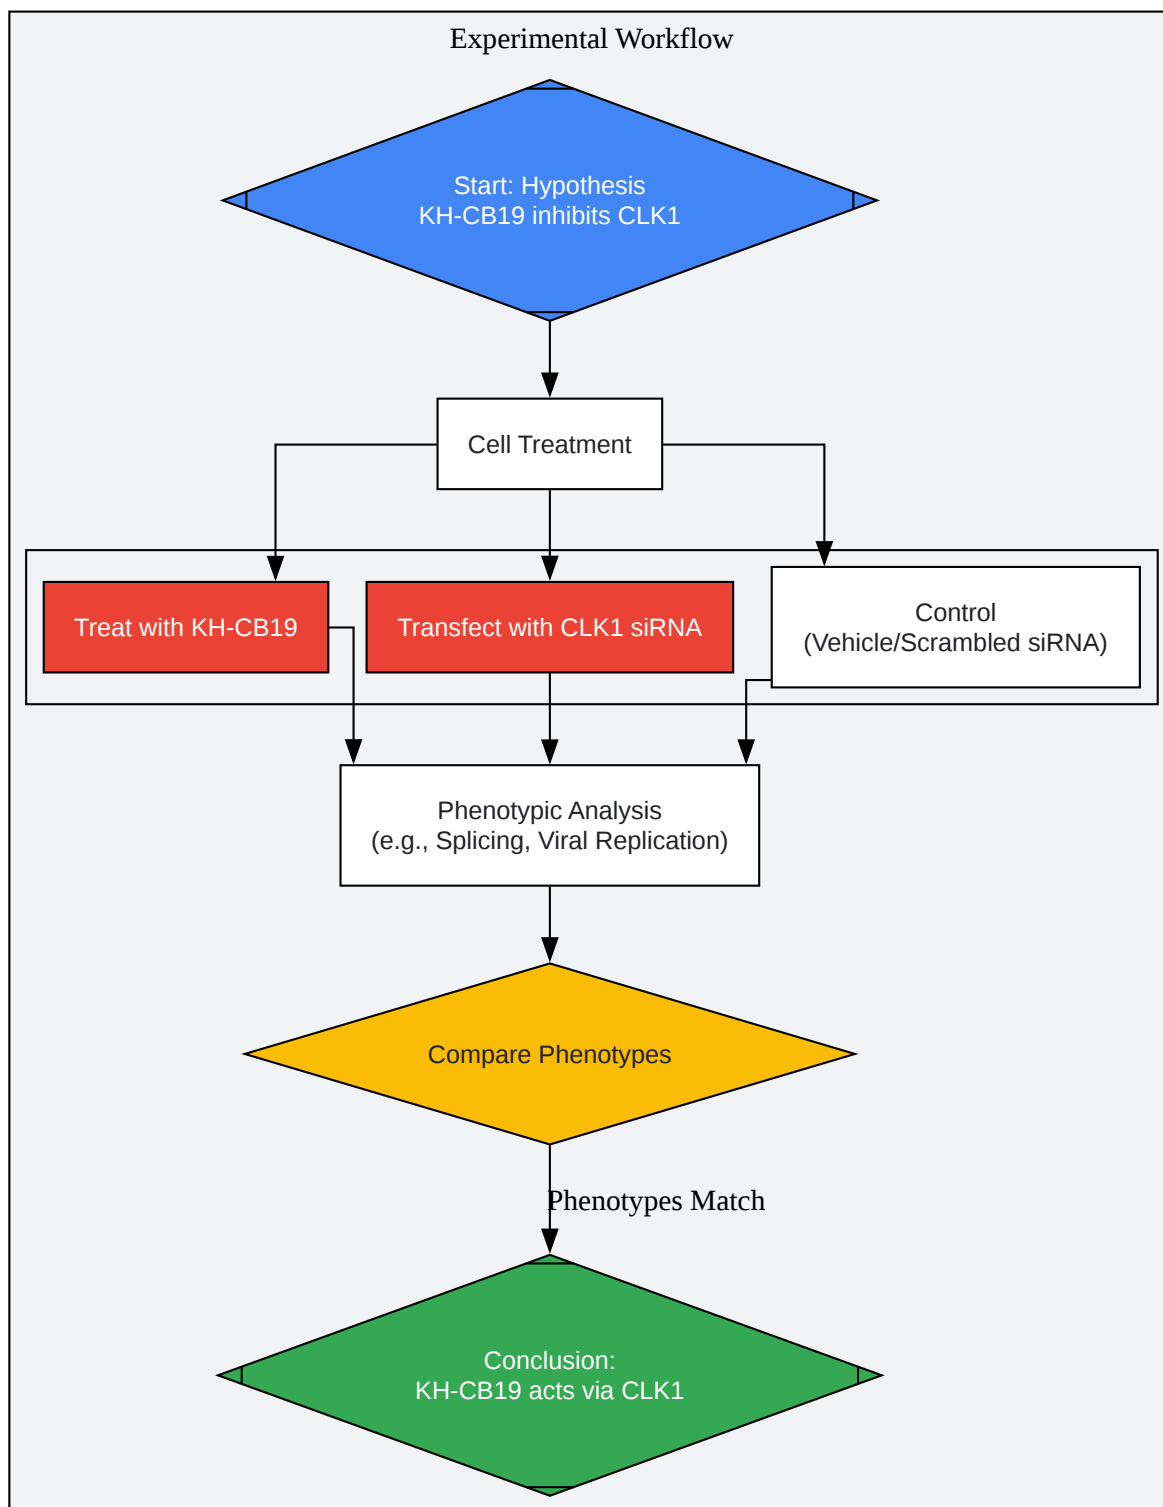 Experimental Workflow
Start: Hypothesis
KH-CB19 inhibits CLK1
Cell Treatment
Treat with KH-CB19
Transfect with CLK1 siRNA
Control
(Vehicle/Scrambled siRNA)
Phenotypic Analysis
(e.g., Splicing, Viral Replication)
Compare Phenotypes
Phenotypes Match
Conclusion:
KH-CB19 acts via CLK1